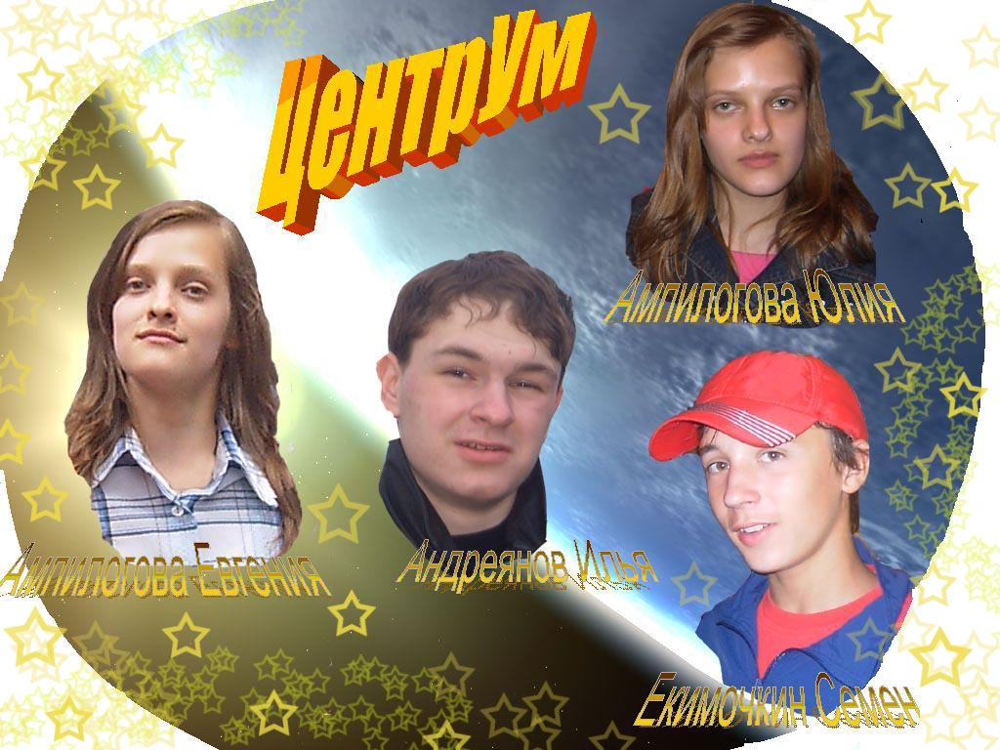 Центрум
Ампилогова Юлия
Ампилогова Евгения
Андреянов Илья
Екимочкин Семен